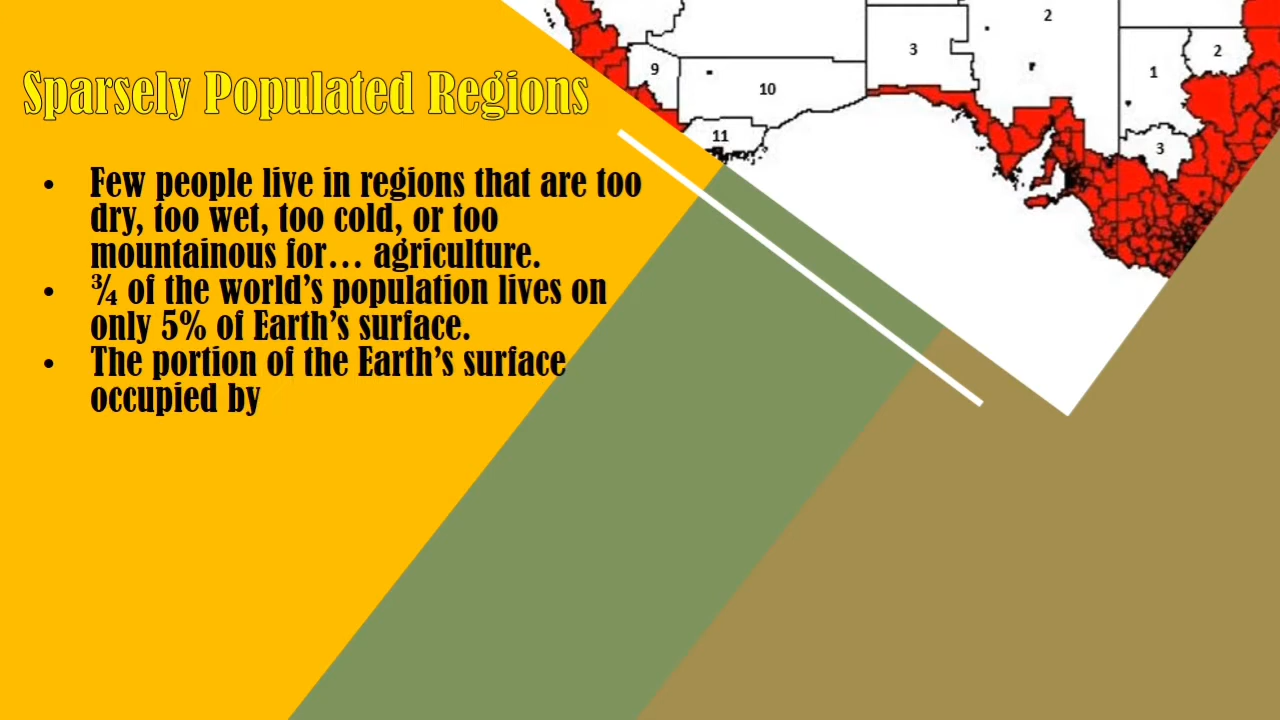 Sparsely Populated Regions
• Few people live in regions that are too
dry, too wet, too cold, or too
mountainous for… agriculture.
• ¾ of the world’s population lives on
only 5% of Earth’s surface.
• The portion of the Earth’s surface
occupied by
2
3
2
1
9
10
11
3